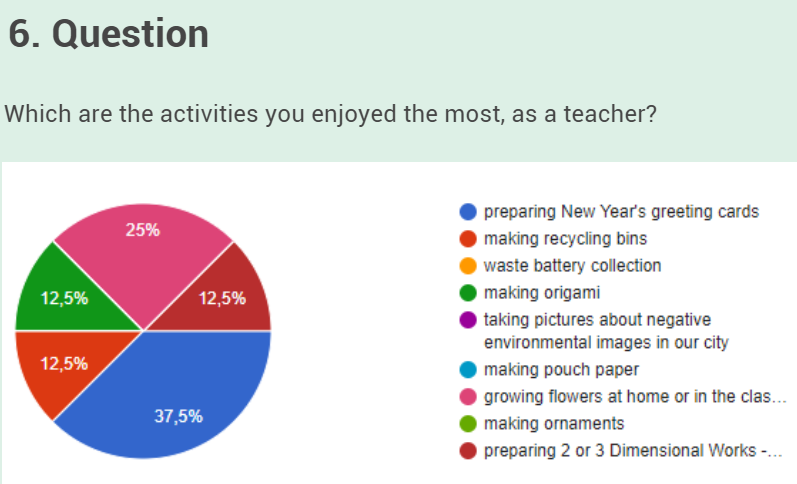 6. Question
Which are the activities you enjoyed the most, as a teacher?
25%
12,5%
12,5%
12,5%
37,5%
preparing New Year's greeting cards
making recycling bins
waste battery collection
making origami
taking pictures about negative
environmental images in our city
making pouch paper
growing flowers at home or in the clas...
making ornaments
preparing 2 or 3 Dimensional Works -...